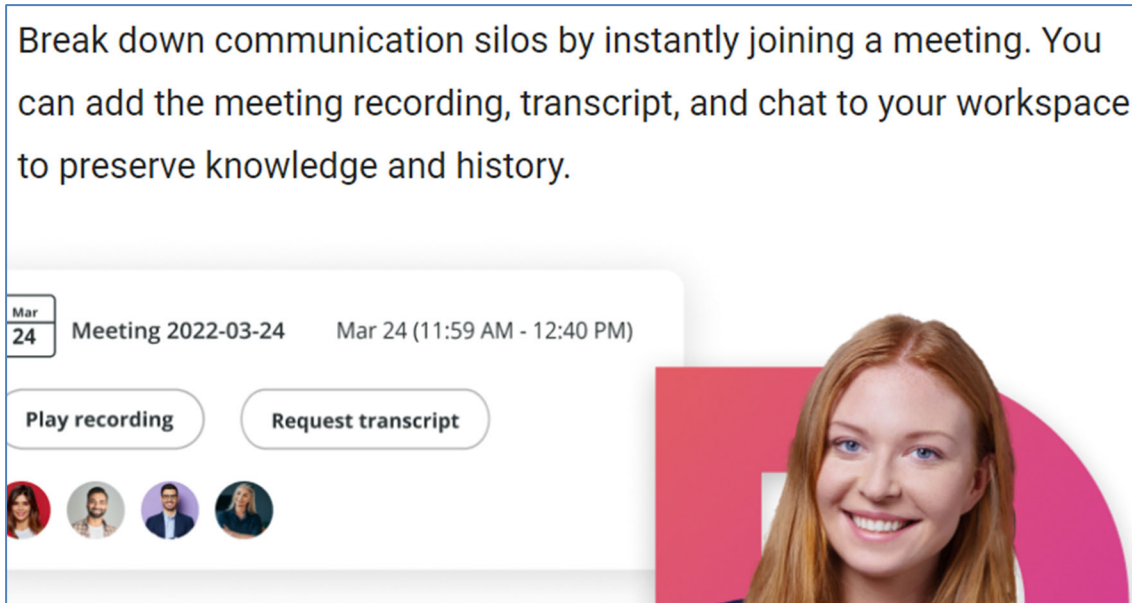 Break down communication silos by instantly joining a meeting. You
can add the meeting recording, transcript, and chat to your workspace
to preserve knowledge and history.
Mar
24
Meeting 2022-03-24
Mar 24 (11:59 AM - 12:40 PM)
Play recording
Request transcript